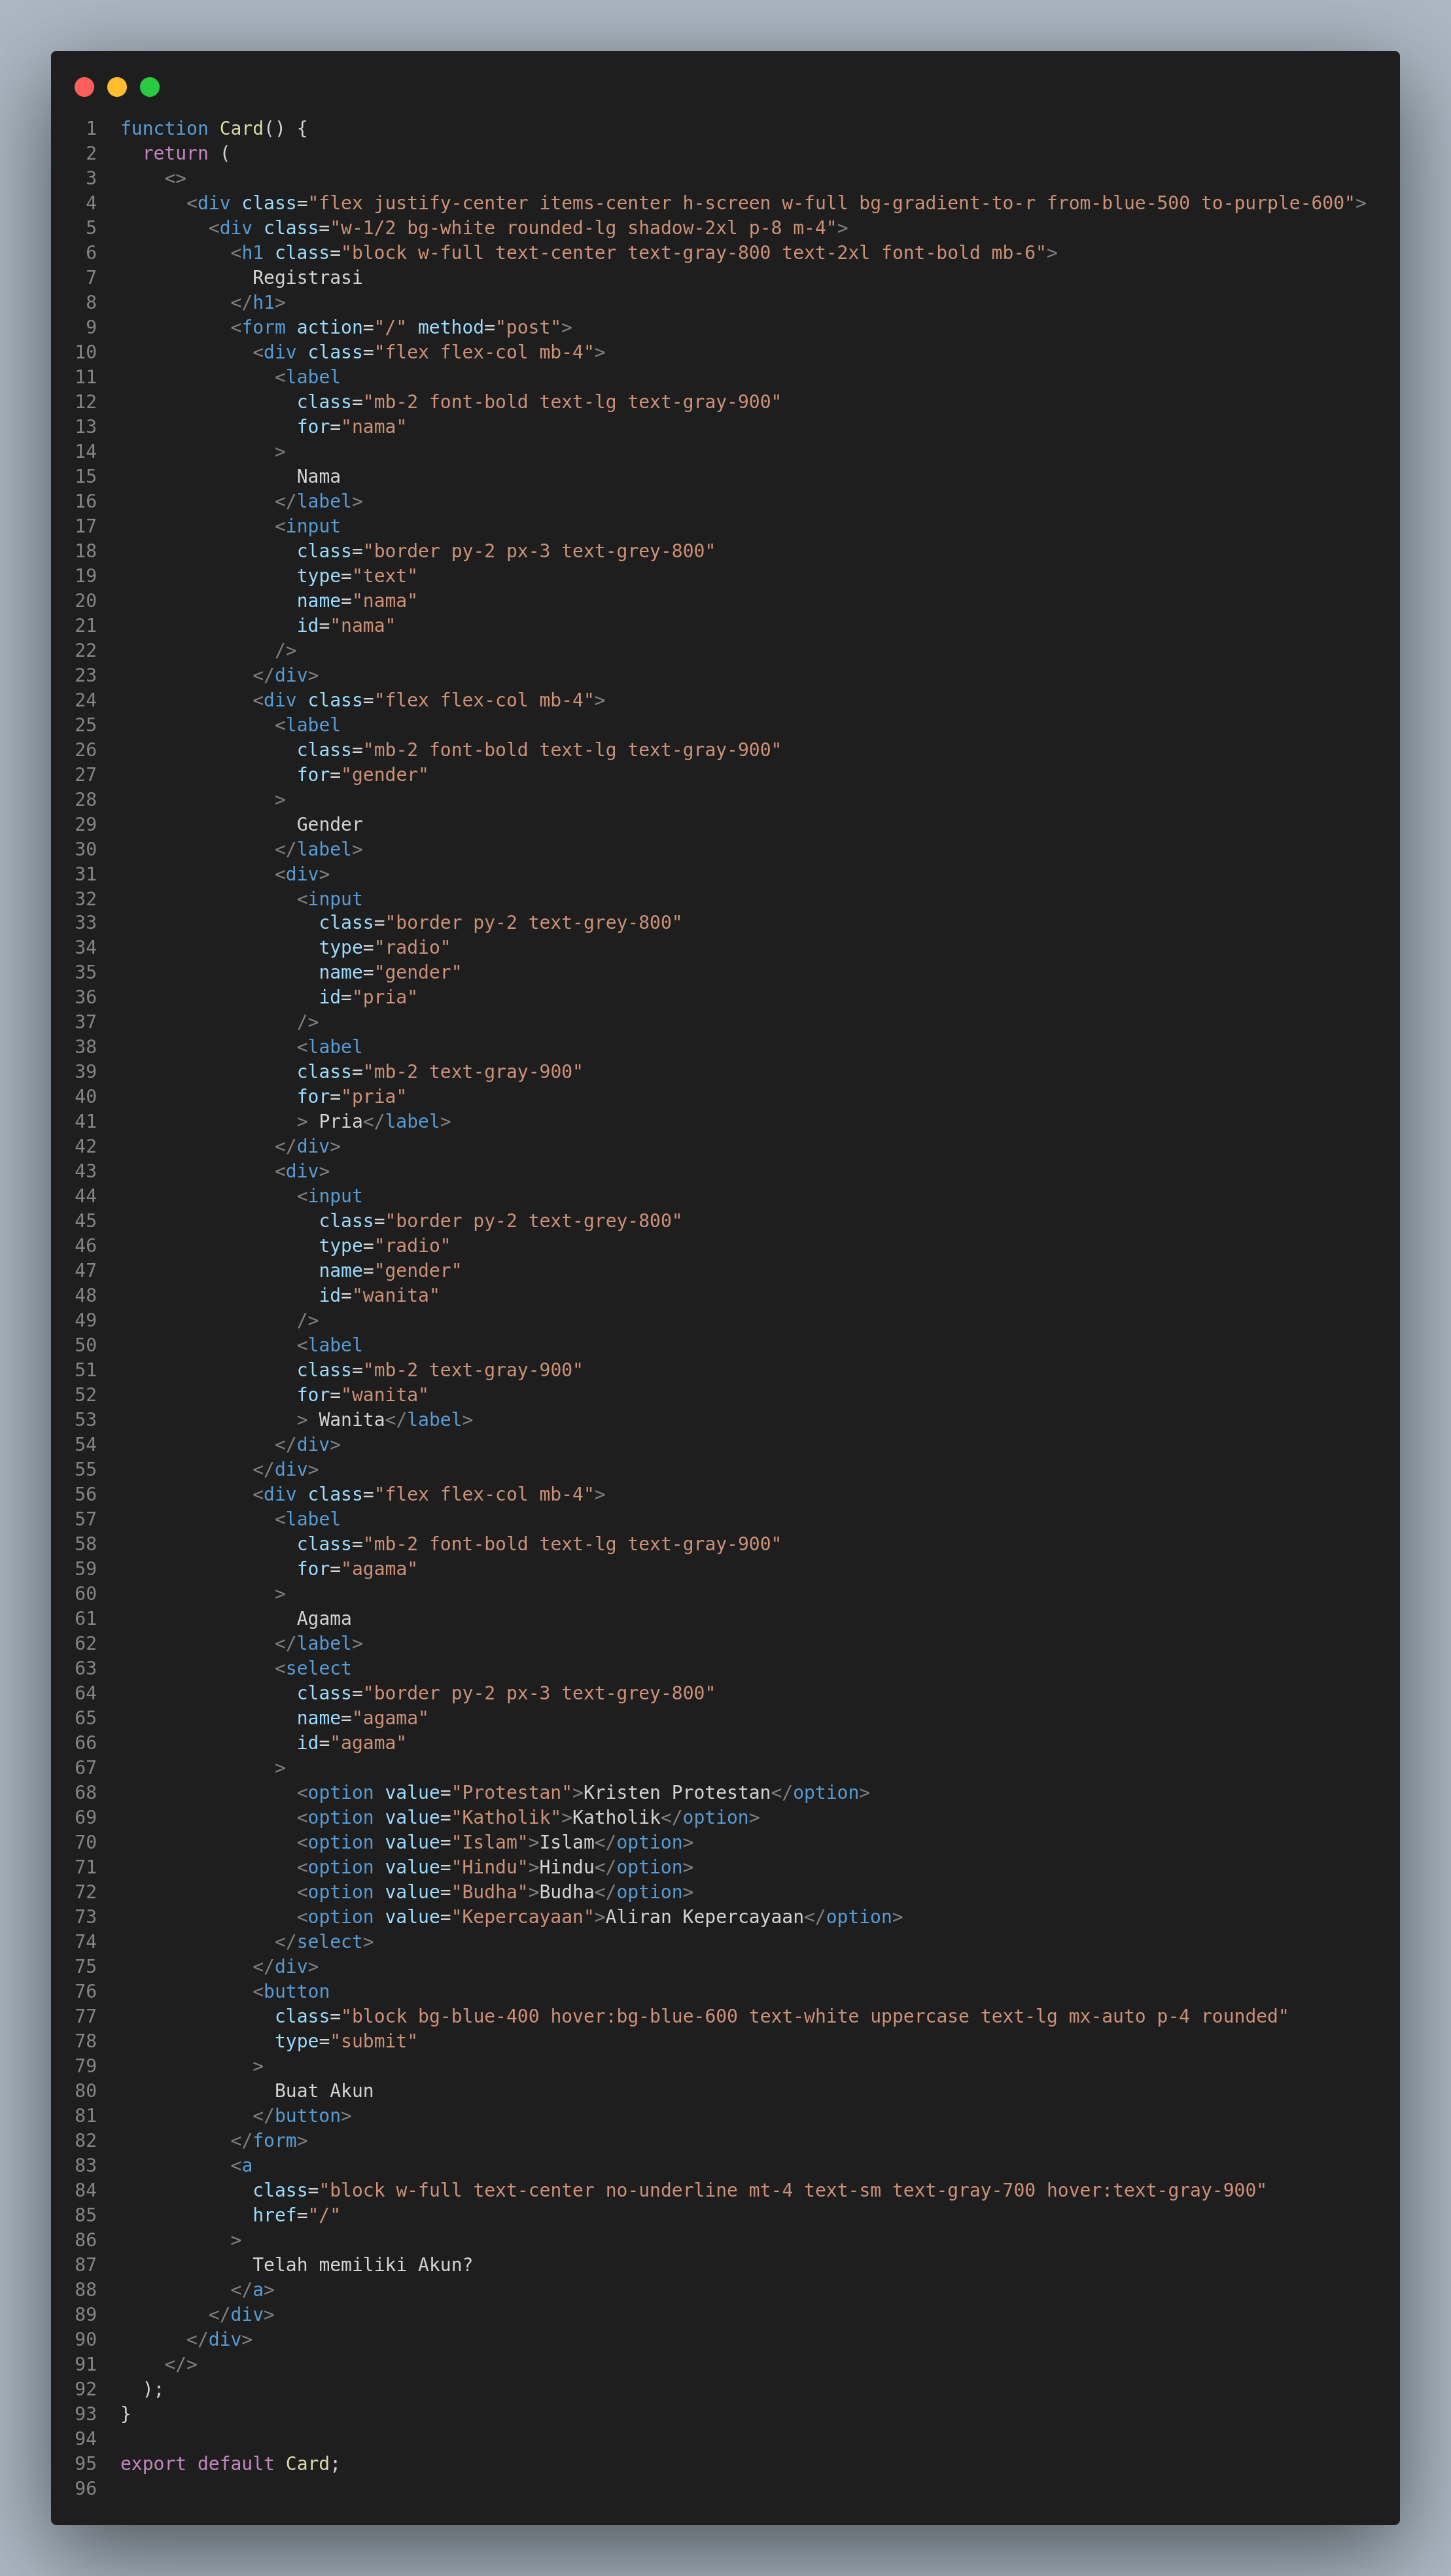 1 function Card() {
2   return (
3     <>
4       <div class="flex justify-center items-center h-screen w-full bg-gradient-to-r from-blue-500 to-purple-600">
5         <div class="w-1/2 bg-white rounded-lg shadow-2xl p-8 m-4">
6           <h1 class="block w-full text-center text-gray-800 text-2xl font-bold mb-6">
7             Registrasi
8           </h1>
9           <form action="/" method="post">
10             <div class="flex flex-col mb-4">
11               <label
12                 class="mb-2 font-bold text-lg text-gray-900"
13                 for="nama"
14               >
15                 Nama
16               </label>
17               <input
18                 class="border py-2 px-3 text-grey-800"
19                 type="text"
20                 name="nama"
21                 id="nama"
22               />
23             </div>
24             <div class="flex flex-col mb-4">
25               <label
26                 class="mb-2 font-bold text-lg text-gray-900"
27                 for="gender"
28               >
29                 Gender
30               </label>
31               <div>
32                 <input
33                   class="border py-2 text-grey-800"
34                   type="radio"
35                   name="gender"
36                   id="pria"
37                 />
38                 <label
39                 class="mb-2 text-gray-900"
40                 for="pria"
41                 > Pria</label>
42               </div>
43               <div>
44                 <input
45                   class="border py-2 text-grey-800"
46                   type="radio"
47                   name="gender"
48                   id="wanita"
49                 />
50                 <label
51                 class="mb-2 text-gray-900"
52                 for="wanita"
53                 > Wanita</label>
54               </div>
55             </div>
56             <div class="flex flex-col mb-4">
57               <label
58                 class="mb-2 font-bold text-lg text-gray-900"
59                 for="agama"
60               >
61                 Agama
62               </label>
63               <select
64                 class="border py-2 px-3 text-grey-800"
65                 name="agama"
66                 id="agama"
67               >
68                 <option value="Protestan">Kristen Protestan</option>
69                 <option value="Katholik">Katholik</option>
70                 <option value="Islam">Islam</option>
71                 <option value="Hindu">Hindu</option>
72                 <option value="Budha">Budha</option>
73                 <option value="Kepercayaan">Aliran Kepercayaan</option>
74               </select>
75             </div>
76             <button
77               class="block bg-blue-400 hover:bg-blue-600 text-white uppercase text-lg mx-auto p-4 rounded"
78               type="submit"
79             >
80               Buat Akun
81             </button>
82           </form>
83           <a
84             class="block w-full text-center no-underline mt-4 text-sm text-gray-700 hover:text-gray-900"
85             href="/"
86           >
87             Telah memiliki Akun?
88           </a>
89         </div>
90       </div>
91     </>
92   );
93 }
94
95 export default Card;
96